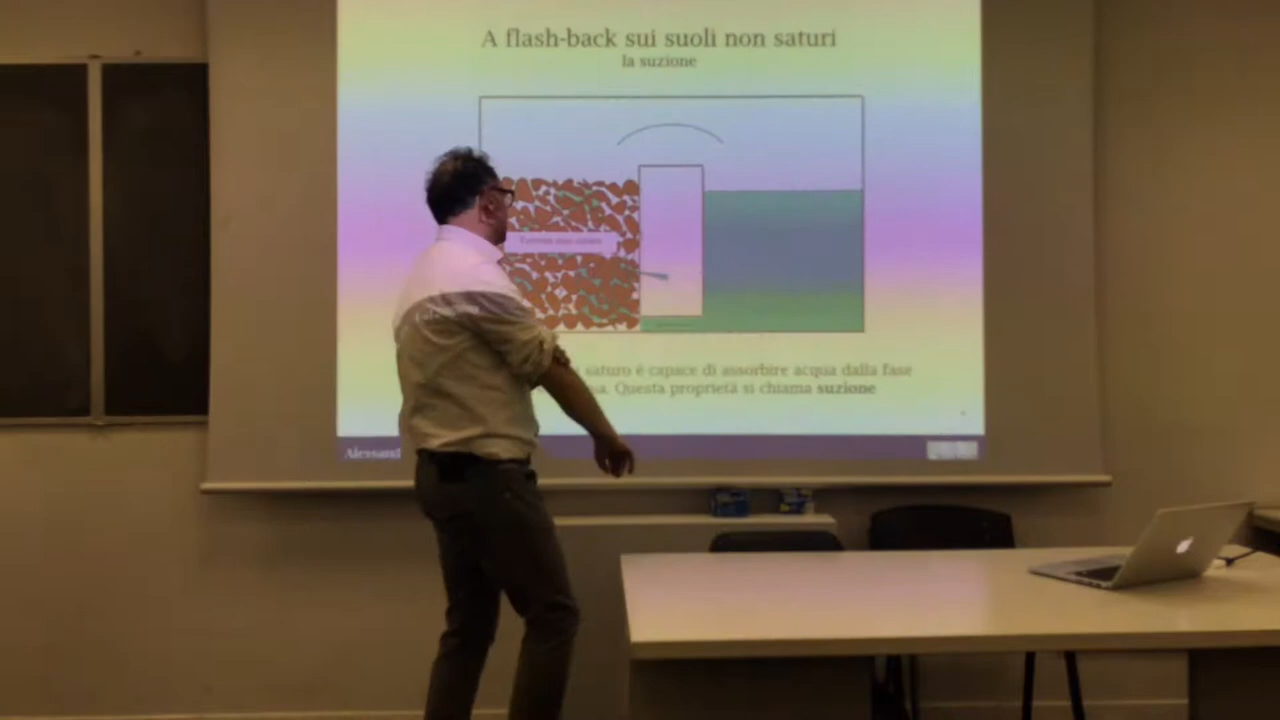 A flash-back sui suoli non saturi
la suzione
saturo è capace di assorbire acqua dalla fase
Questa proprietà si chiama suzione
Alessand